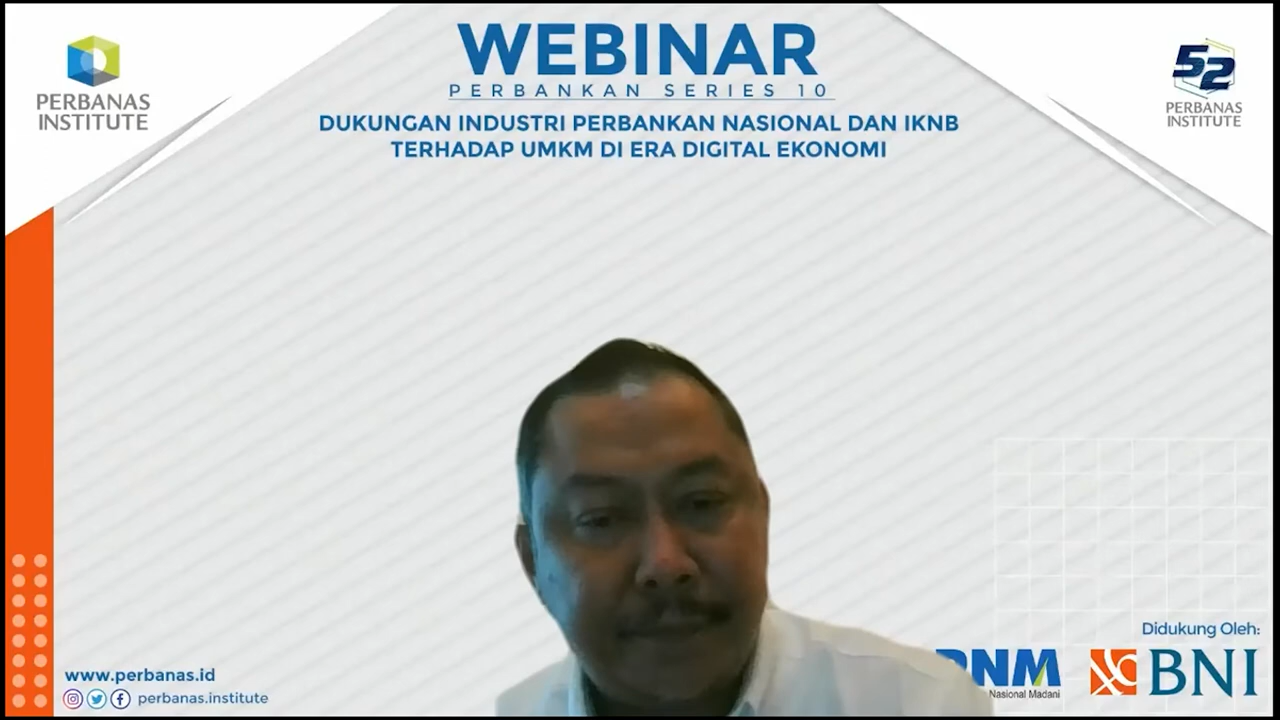 WEBINAR
PERBANKAN SERIES 10
DUKUNGAN INDUSTRI PERBANKAN NASIONAL DAN IKNB
TERHADAP UMKM DI ERA DIGITAL EKONOMI
PERBANAS
INSTITUTE
52
PERBANAS
INSTITUTE
Didukung Oleh:
PNM
Nasional Madani
BNI
www.perbanas.id
perbanas.institute